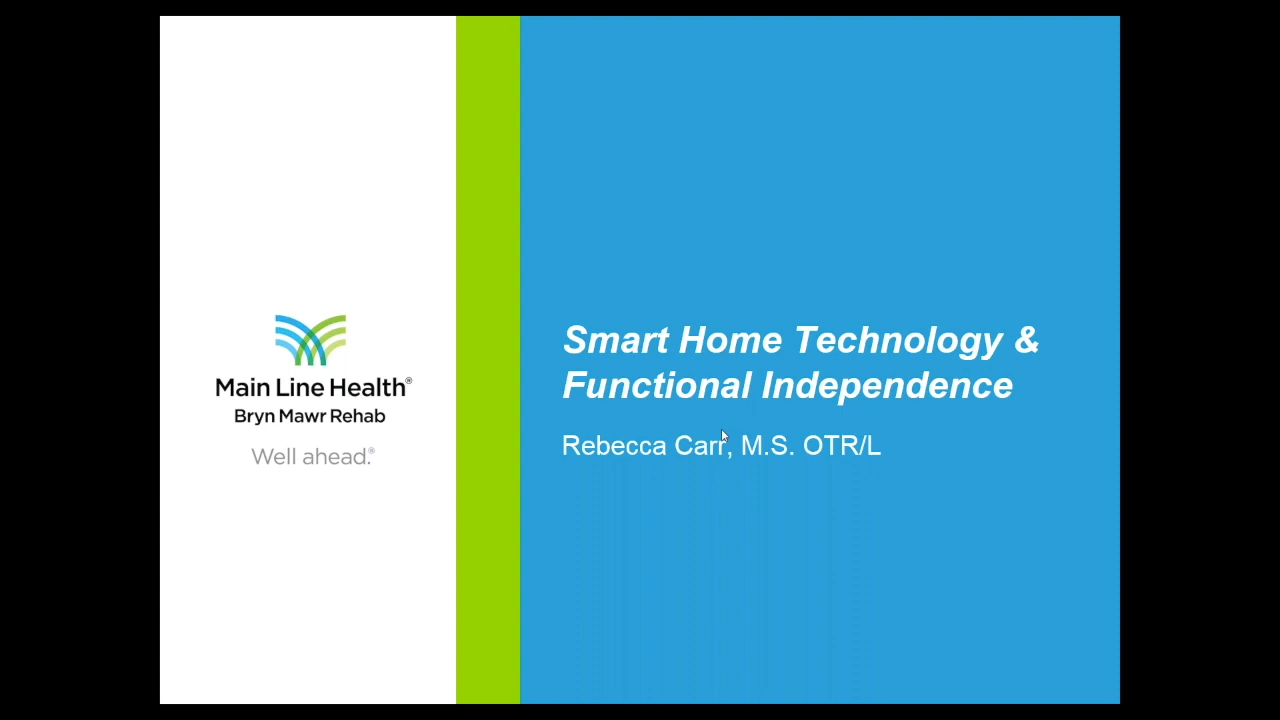 Main Line Health®
Bryn Mawr Rehab
Well ahead.®
Smart Home Technology &
Functional Independence
Rebecca Carr, M.S. OTR/L